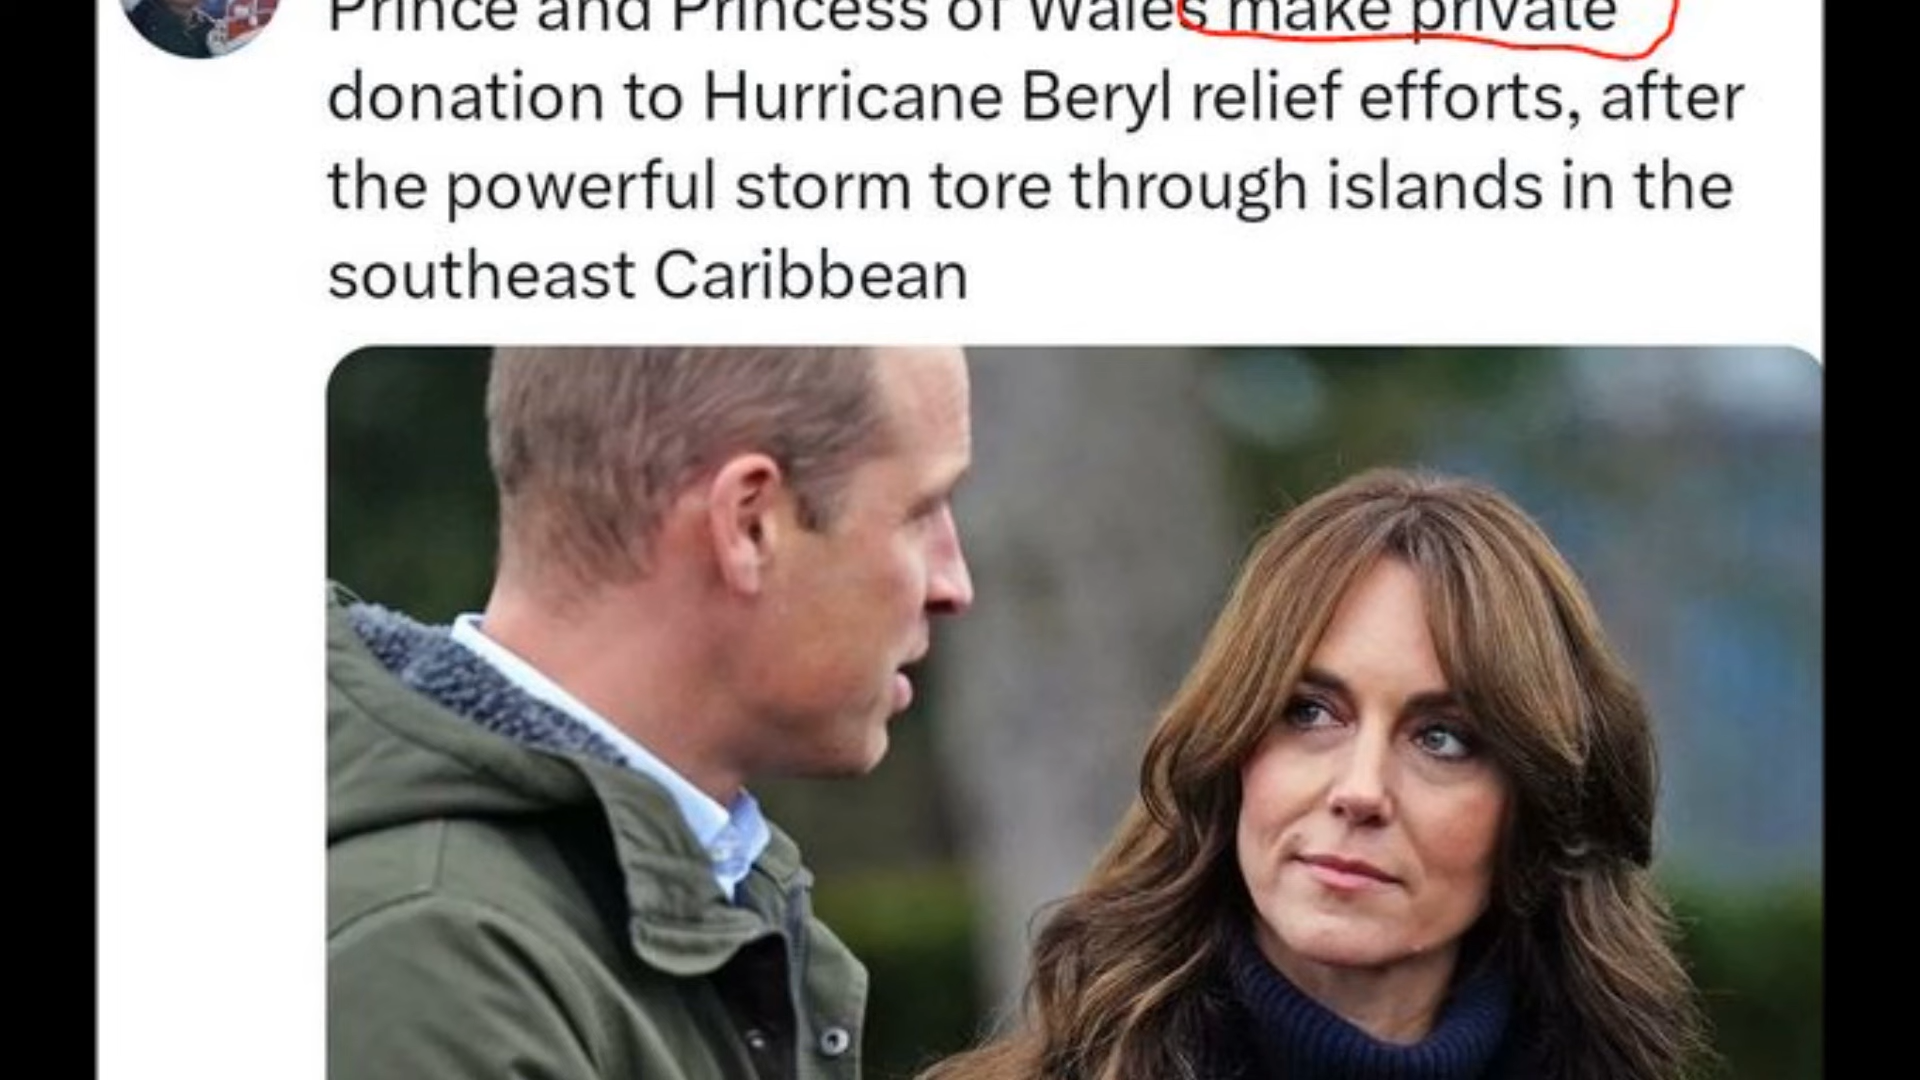 Prince and Princess of Wales make private
donation to Hurricane Beryl relief efforts, after
the powerful storm tore through islands in the
southeast Caribbean